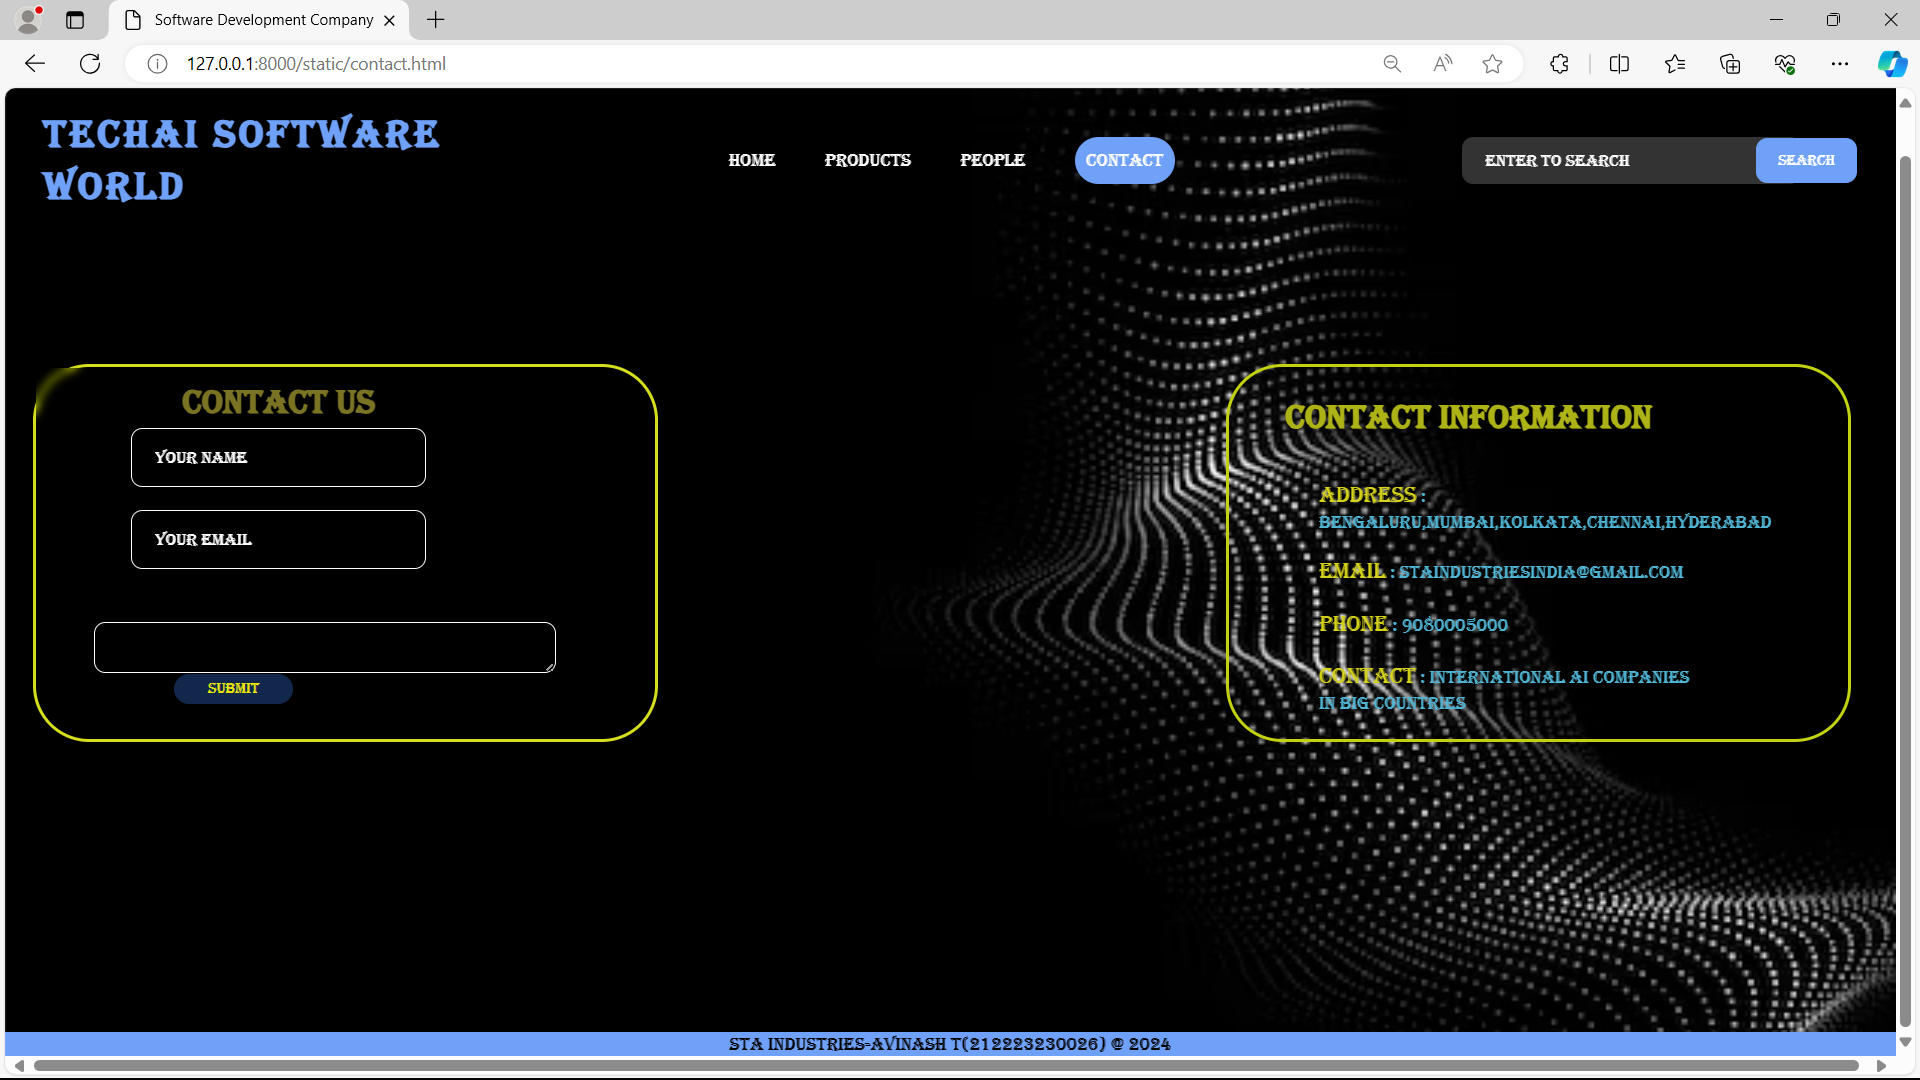 Software Development Company
127.0.0.1:8000/static/contact.html
TECHAI SOFTWARE
WORLD
HOME
PRODUCTS
PEOPLE
CONTACT
ENTER TO SEARCH
SEARCH
CONTACT US
YOUR NAME
YOUR EMAIL
SUBMIT
CONTACT INFORMATION
ADDRESS :
BENGALURU,MUMBAI,KOLKATA,CHENNAI,HYDERABAD
EMAIL : STAINDUSTRIESINDIA@GMAIL.COM
PHONE : 9080005000
CONTACT : INTERNATIONAL AI COMPANIES
IN BIG COUNTRIES
STA INDUSTRIES-AVINASH T(212223230026) @ 2024